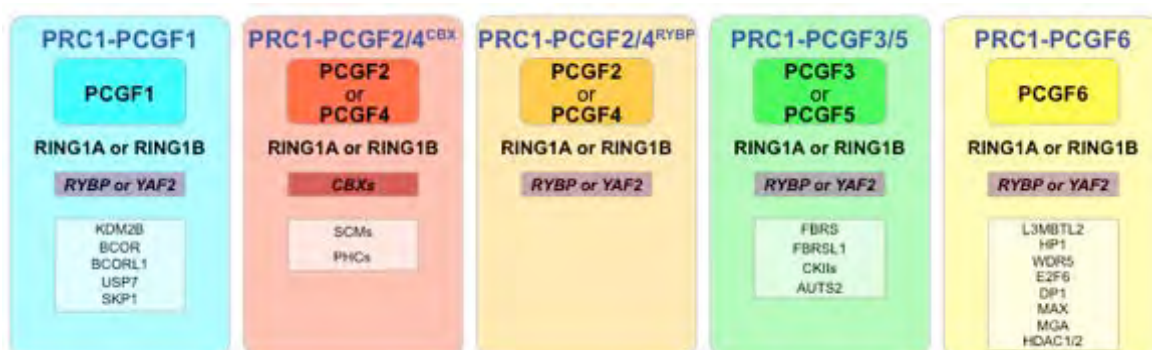 PRC1-PCGF1
PCGF1
RING1A or RING1B
RYBP or YAF2
KDM2B
BCOR
BCORL1
USP7
SKP1
PRC1-PCGF2/4CBX
PCGF2
or
PCGF4
RING1A or RING1B
CBXs
SCMs
PHCs
PRC1-PCGF2/4RYBP
PCGF2
or
PCGF4
RING1A or RING1B
RYBP or YAF2
PRC1-PCGF3/5
PCGF3
or
PCGF5
RING1A or RING1B
RYBP or YAF2
FBRS
FBRSL1
CKIIs
AUTS2
PRC1-PCGF6
PCGF6
RING1A or RING1B
RYBP or YAF2
L3MBTL2
HP1
WDR5
E2F6
DP1
MAX
MGA
HDAC1/2